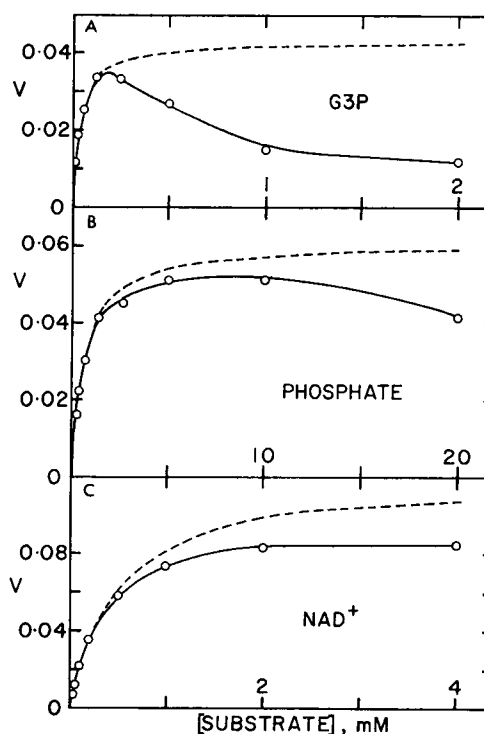 A
0·04
V
G3P
0·02
0
1
2
B
0·06
V
0·04
PHOSPHATE
0·02
10
20
0
C
0·08
V
0·04
NAD⁺
0
2
4
[SUBSTRATE], mM